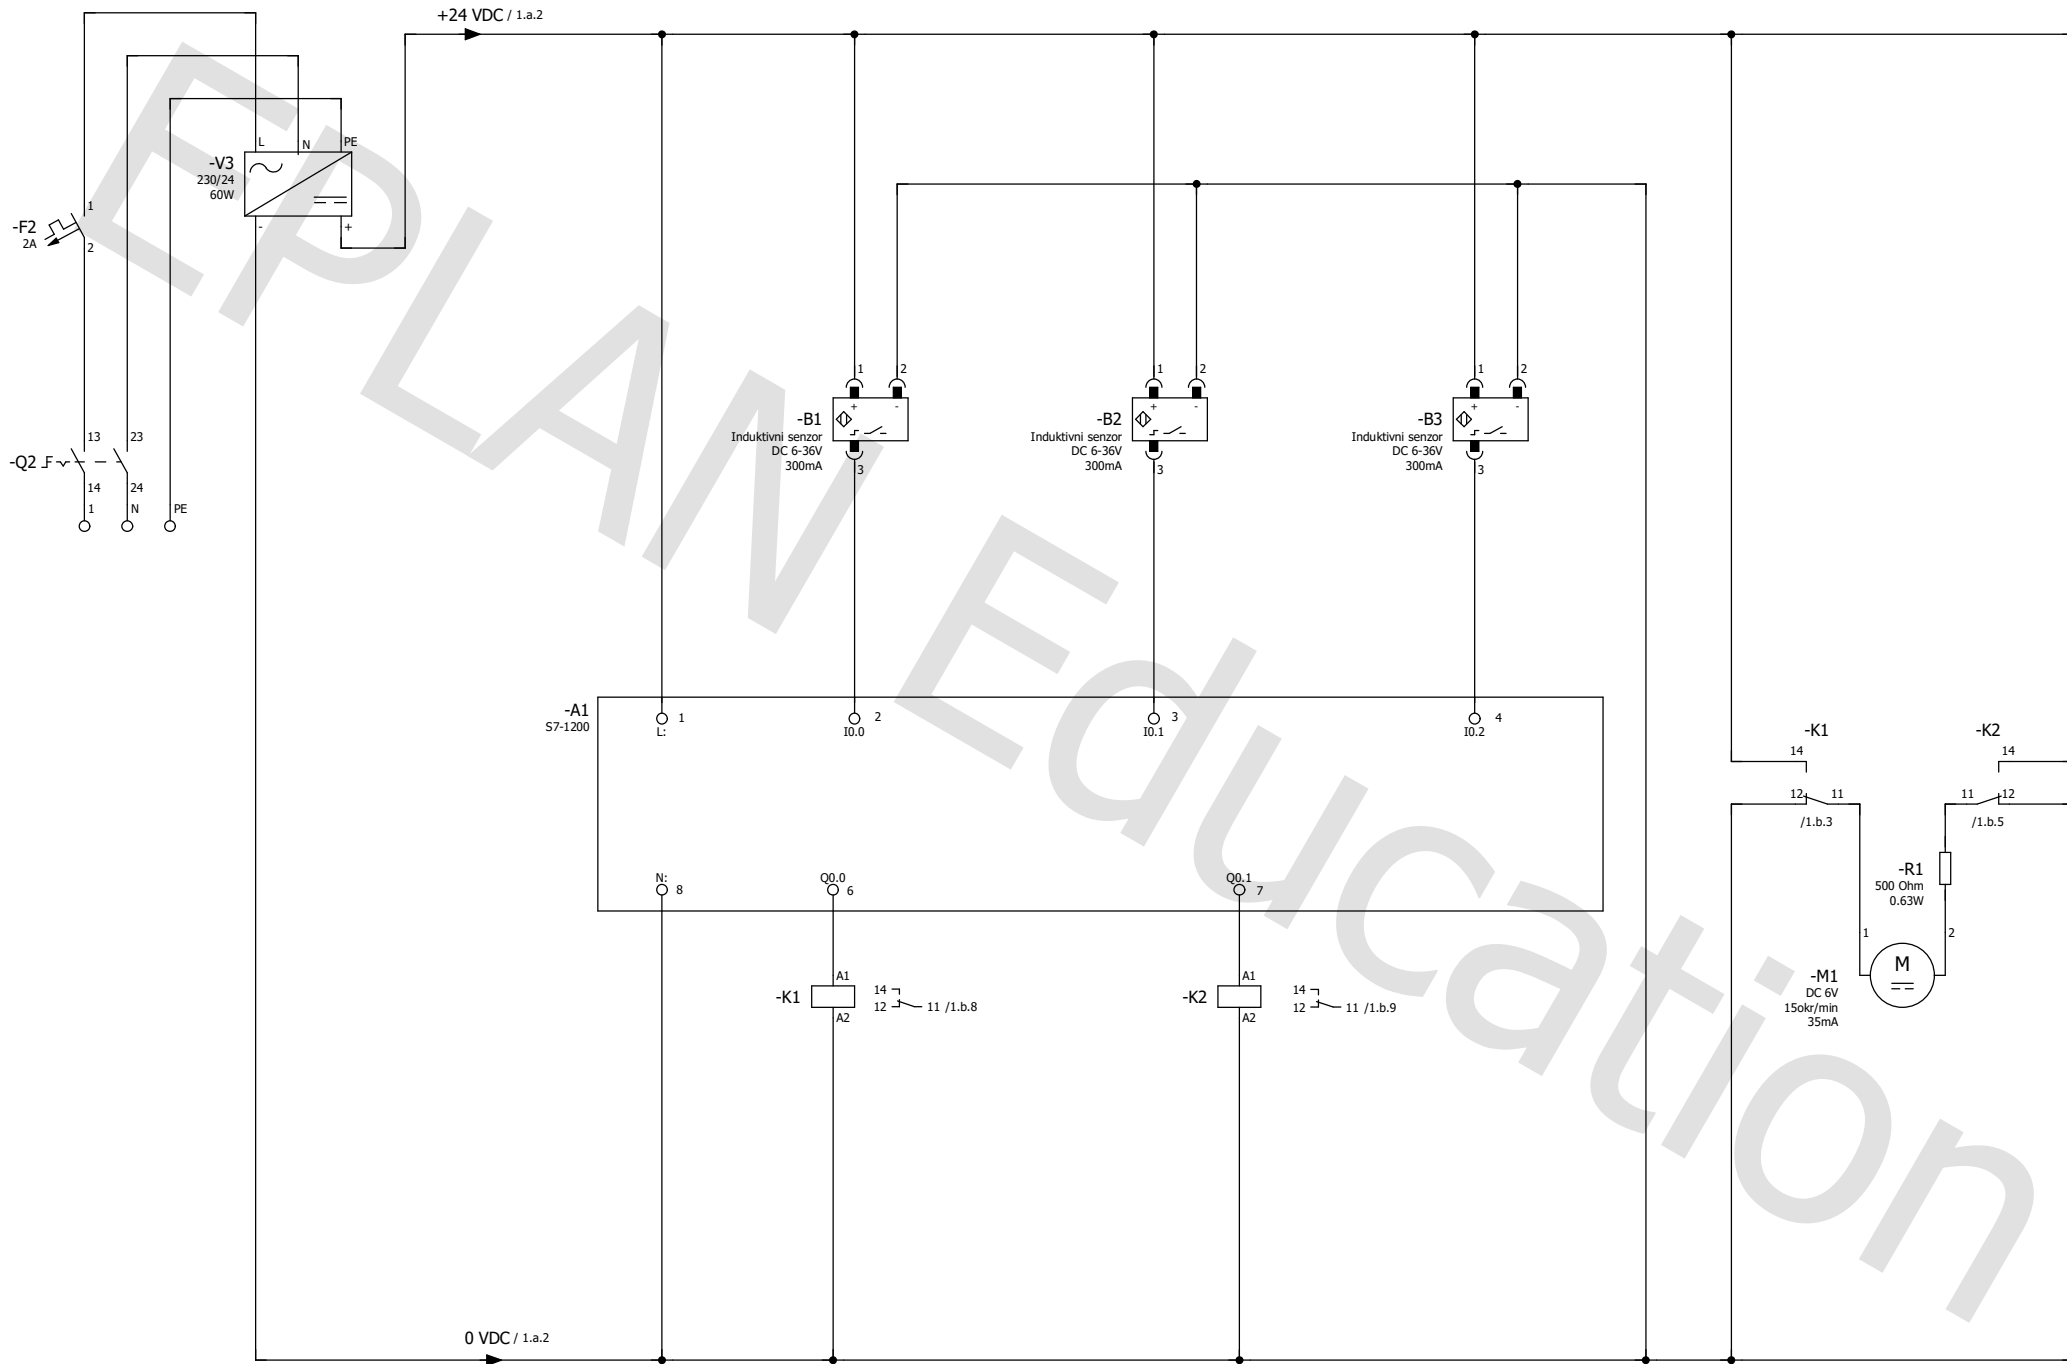 +24 VDC / 1.a.2
L
N
PE
-V3
230/24
60W
-
+
-F2
2A
1
2
1
2
1
2
1
2
-B1
Induktivni senzor
DC 6-36V
300mA
+
-
3
-B2
Induktivni senzor
DC 6-36V
300mA
+
-
3
-B3
Induktivni senzor
DC 6-36V
300mA
+
-
3
-Q2
13
23
14
24
1
N
PE
-A1
S7-1200
1
L:
2
I0.0
3
I0.1
4
I0.2
N:
8
Q0.0
6
Q0.1
7
-K1
14
12
11
/1.b.3
-K2
14
11
12
/1.b.5
-R1
500 Ohm
0.63W
1
2
-M1
DC 6V
15okr/min
35mA
M
-K1
A1
A2
14
12
11 /1.b.8
-K2
A1
A2
14
12
11 /1.b.9
0 VDC / 1.a.2
EPLAN Education